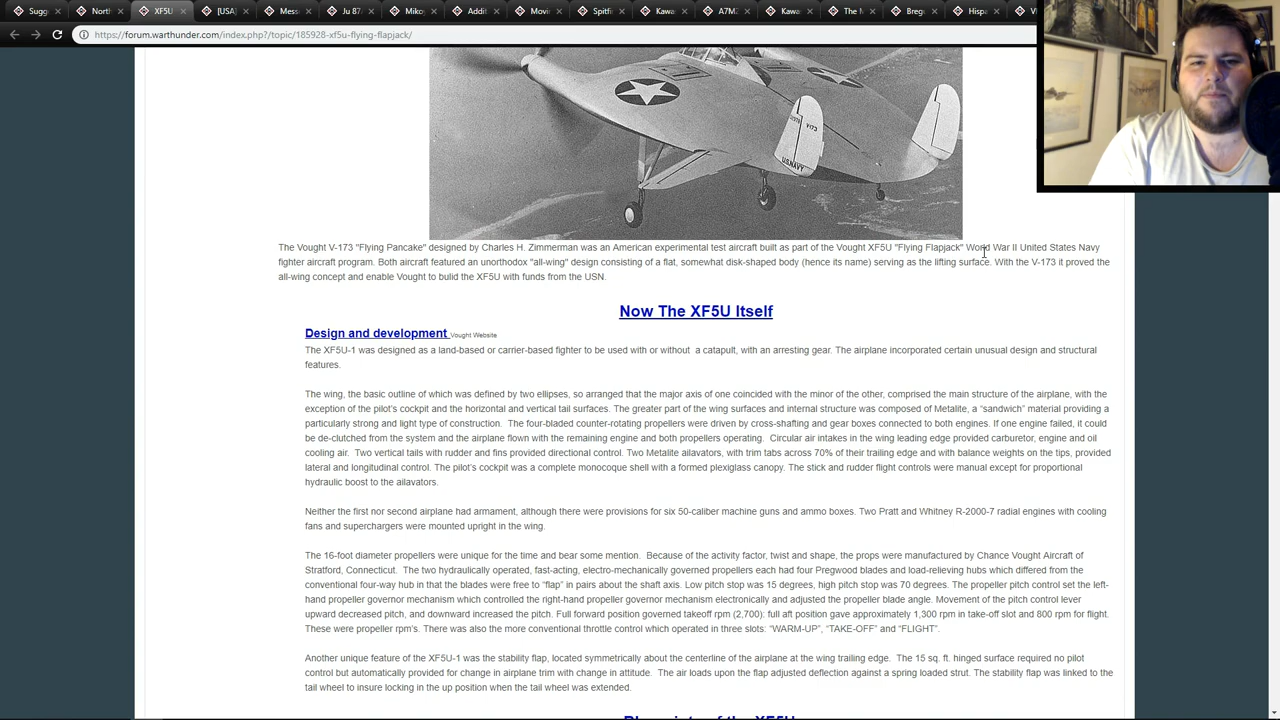 Sugg
North
XF5U
[USA]
Messe
Ju 87
Miko
Addit
Moso
Spitfi
Kawas
A7M2
Kawa
The M
Breg
Hispa
https://forum.warthunder.com/index.php?/topic/185928-xf5u-flying-flapjack/
USNAVY
The Vought V-173 "Flying Pancake" designed by Charles H. Zimmerman was an American experimental test aircraft built as part of the Vought XF5U "Flying Flapjack" World War II United States Navy
fighter aircraft program. Both aircraft featured an unorthodox "all-wing" design consisting of a flat, somewhat disk-shaped body (hence its name) serving as the lifting surface. With the V-173 it proved the
all-wing concept and enable Vought to bulid the XF5U with funds from the USN.
Now The XF5U Itself
Design and development Vought Website
The XF5U-1 was designed as a land-based or carrier-based fighter to be used with or without a catapult, with an arresting gear. The airplane incorporated certain unusual design and structural
features.
The wing, the basic outline of which was defined by two ellipses, so arranged that the major axis of one coincided with the minor of the other, comprised the main structure of the airplane, with the
exception of the pilot's cockpit and the horizontal and vertical tail surfaces. The greater part of the wing surfaces and internal structure was composed of Metalite, a “sandwich” material providing a
particularly strong and light type of construction. The four-bladed counter-rotating propellers were driven by cross-shafting and gear boxes connected to both engines. If one engine failed, it could
be de-clutched from the system and the airplane flown with the remaining engine and both propellers operating. Circular air intakes in the wing leading edge provided carburetor, engine and oil
cooling air. Two vertical tails with rudder and fins provided directional control. Two Metalite ailavators, with trim tabs across 70% of their trailing edge and with balance weights on the tips, provided
lateral and longitudinal control. The pilot's cockpit was a complete monocoque shell with a formed plexiglass canopy. The stick and rudder flight controls were manual except for proportional
hydraulic boost to the ailavators.
Neither the first nor second airplane had armament, although there were provisions for six 50-caliber machine guns and ammo boxes. Two Pratt and Whitney R-2000-7 radial engines with cooling
fans and superchargers were mounted upright in the wing.
The 16-foot diameter propellers were unique for the time and bear some mention. Because of the activity factor, twist and shape, the props were manufactured by Chance Vought Aircraft of
Stratford, Connecticut. The two hydraulically operated, fast-acting, electro-mechanically governed propellers each had four Pregwood blades and load-relieving hubs which differed from the
conventional four-way hub in that the blades were free to “flap” in pairs about the shaft axis. Low pitch stop was 15 degrees, high pitch stop was 70 degrees. The propeller pitch control set the left-
hand propeller governor mechanism which controlled the right-hand propeller governor mechanism electronically and adjusted the propeller blade angle. Movement of the pitch control lever
upward decreased pitch, and downward increased the pitch. Full forward position governed takeoff rpm (2,700): full aft position gave approximately 1,300 rpm in take-off slot and 800 rpm for flight.
These were propeller rpm's. There was also the more conventional throttle control which operated in three slots: “WARM-UP”, “TAKE-OFF” and “FLIGHT”.
Another unique feature of the XF5U-1 was the stability flap, located symmetrically about the centerline of the airplane at the wing trailing edge. The 15 sq. ft. hinged surface required no pilot
control but automatically provided for change in airplane trim with change in attitude. The air loads upon the flap adjusted deflection against a spring loaded strut. The stability flap was linked to the
tail wheel to insure locking in the up position when the tail wheel was extended.